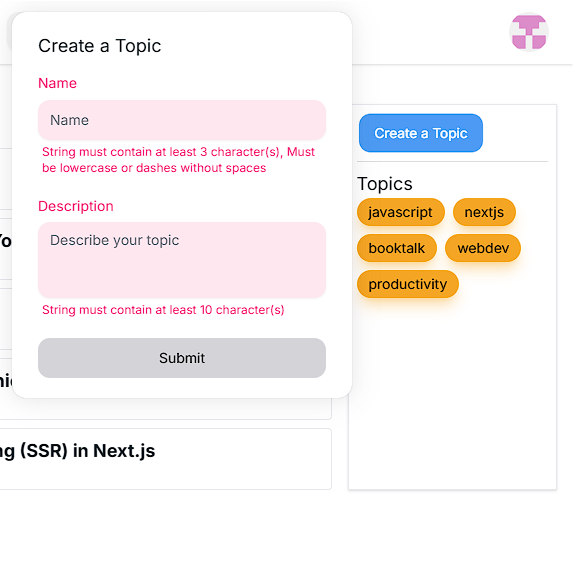 Create a Topic
Name
Name
String must contain at least 3 character(s), Must
be lowercase or dashes without spaces
Description
Describe your topic
String must contain at least 10 character(s)
Submit
ng (SSR) in Next.js
Create a Topic
Topics
javascript
nextjs
booktalk
webdev
productivity